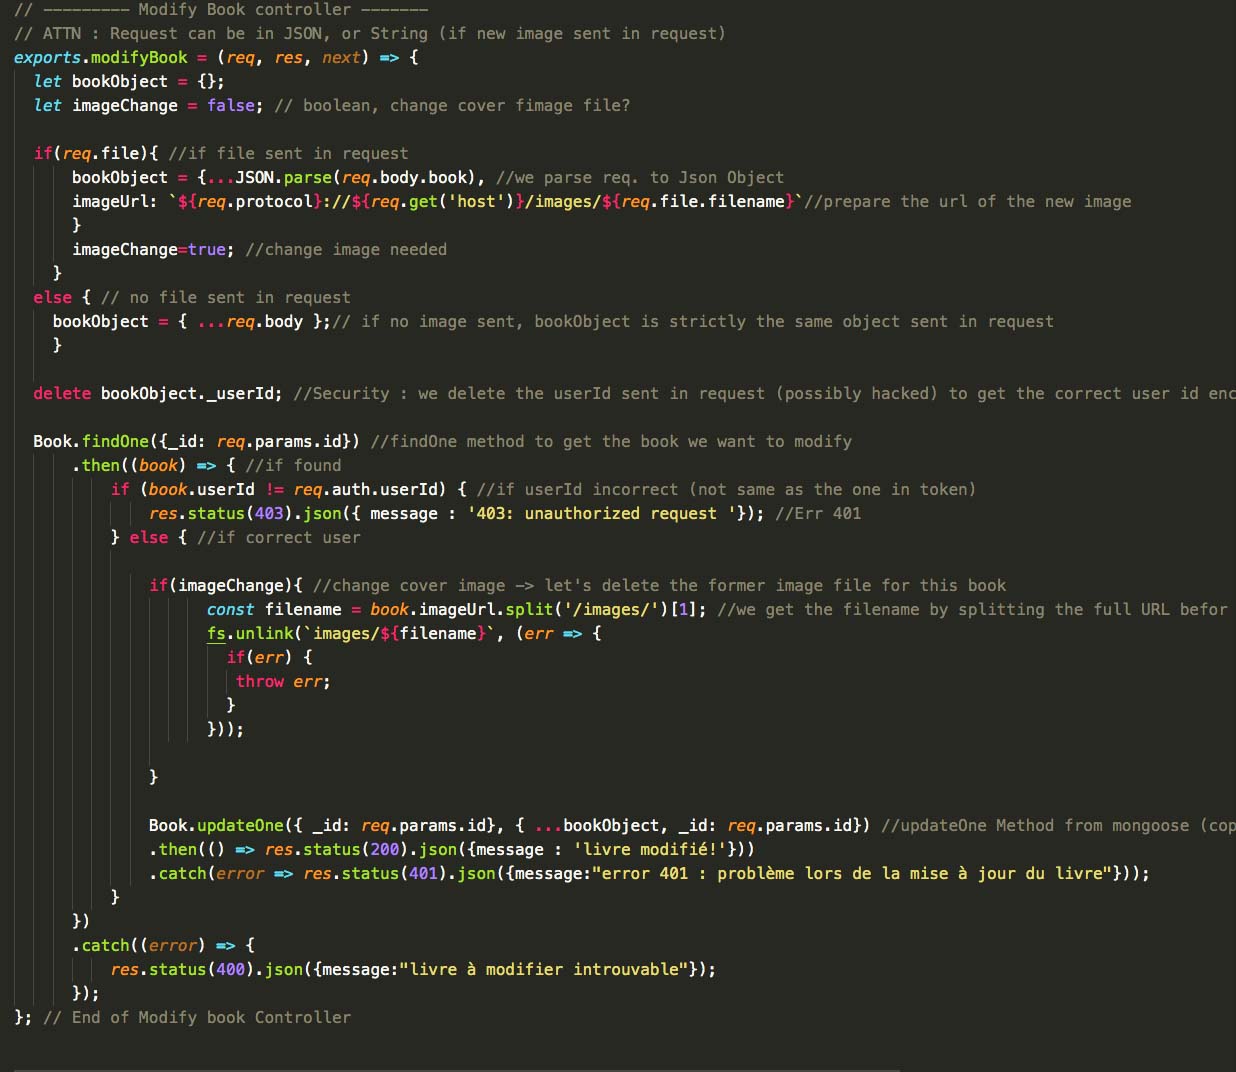 // ————————— Modify Book controller ———————
// ATTN : Request can be in JSON, or String (if new image sent in request)
exports.modifyBook = (req, res, next) => {
let bookObject = {};
let imageChange = false; // boolean, change cover fimage file?
if(req.file){ //if file sent in request
bookObject = {...JSON.parse(req.body.book), //we parse req. to Json Object
imageUrl: `${req.protocol}://${req.get('host')}/images/${req.file.filename}`//prepare the url of the new image
}
imageChange=true; //change image needed
}
else { // no file sent in request
bookObject = { ...req.body };// if no image sent, bookObject is strictly the same object sent in request
}
delete bookObject._userId; //Security : we delete the userId sent in request (possibly hacked) to get the correct user id enc
Book.findOne({_id: req.params.id}) //findOne method to get the book we want to modify
.then((book) => { //if found
if (book.userId != req.auth.userId) { //if userId incorrect (not same as the one in token)
res.status(403).json({ message : '403: unauthorized request '}); //Err 401
} else { //if correct user
if(imageChange){ //change cover image —> let's delete the former image file for this book
const filename = book.imageUrl.split('/images/')[1]; //we get the filename by splitting the full URL befor
fs.unlink(`images/${filename}`, (err => {
if(err) {
throw err;
}
}));
}
Book.updateOne({ _id: req.params.id}, { ...bookObject, _id: req.params.id}) //updateOne Method from mongoose (cop
.then(() => res.status(200).json({message : 'livre modifié!'}))
.catch(error => res.status(401).json({message:"error 401 : problème lors de la mise à jour du livre"}));
}
})
.catch((error) => {
res.status(400).json({message:"livre à modifier introuvable"});
});
}; // End of Modify book Controller